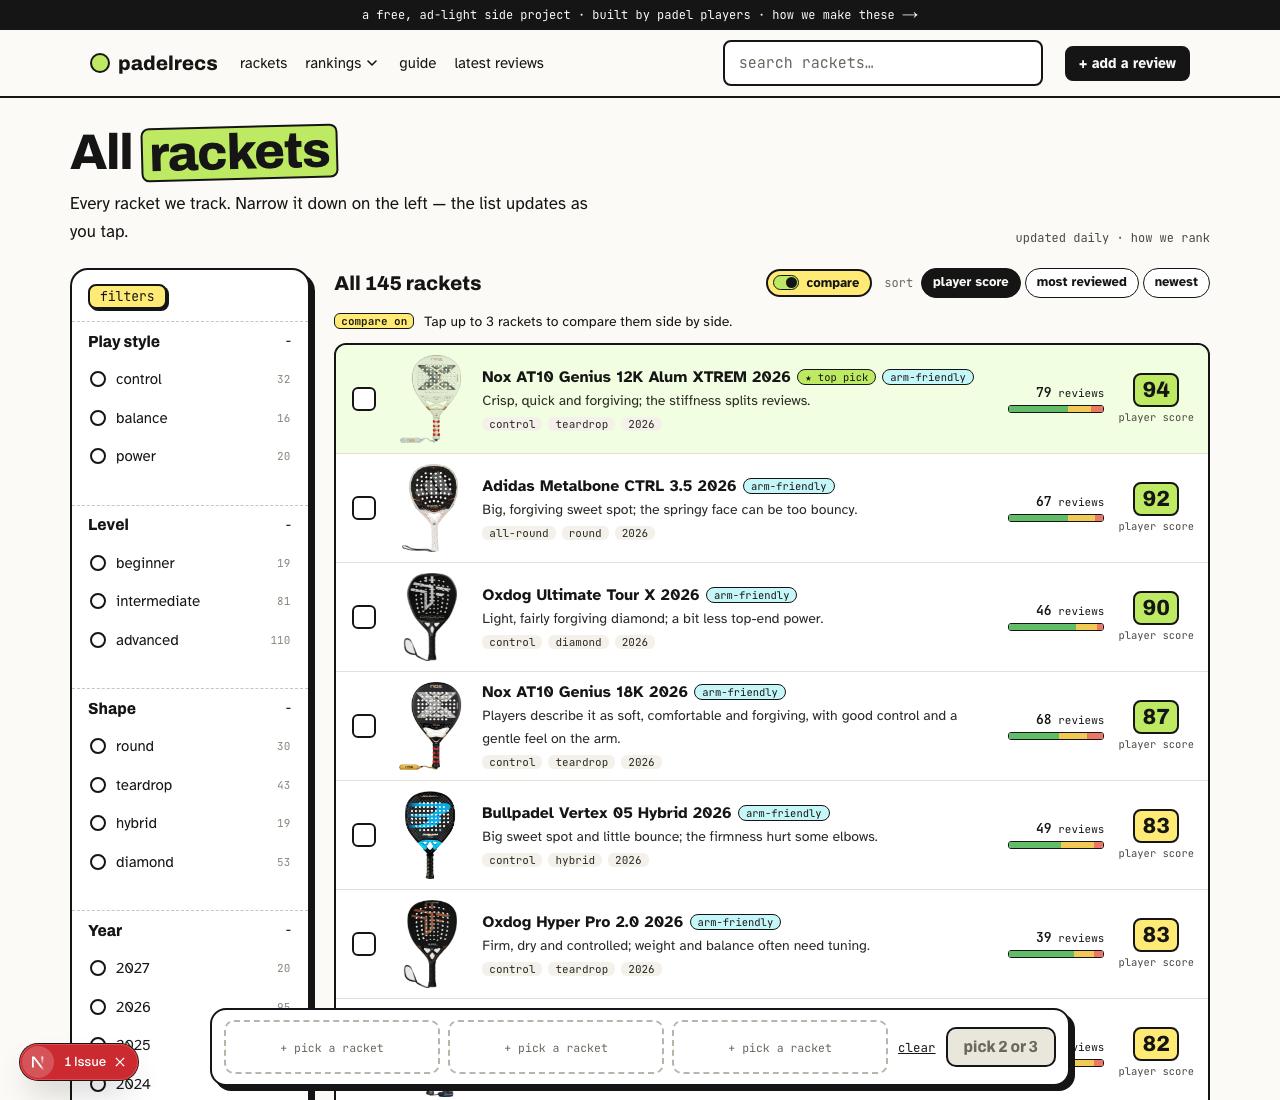 a free, ad-light side project · built by padel players · how we make these →
padelrecs
rackets
rankings
guide
latest reviews
search rackets…
+ add a review
All rackets
Every racket we track. Narrow it down on the left — the list updates as
you tap.
updated daily · how we rank
filters
Play style -
control 32
balance 16
power 20
Level -
beginner 19
intermediate 81
advanced 110
Shape -
round 30
teardrop 43
hybrid 19
diamond 53
Year -
2027 20
2026 95
2025
2024
All 145 rackets
compare
sort
player score
most reviewed
newest
compare on Tap up to 3 rackets to compare them side by side.
Nox AT10 Genius 12K Alum XTREM 2026 ★ top pick arm-friendly
Crisp, quick and forgiving; the stiffness splits reviews.
control teardrop 2026
79 reviews
94
player score
Adidas Metalbone CTRL 3.5 2026 arm-friendly
Big, forgiving sweet spot; the springy face can be too bouncy.
all-round round 2026
67 reviews
92
player score
Oxdog Ultimate Tour X 2026 arm-friendly
Light, fairly forgiving diamond; a bit less top-end power.
control diamond 2026
46 reviews
90
player score
Nox AT10 Genius 18K 2026 arm-friendly
Players describe it as soft, comfortable and forgiving, with good control and a
gentle feel on the arm.
control teardrop 2026
68 reviews
87
player score
Bullpadel Vertex 05 Hybrid 2026 arm-friendly
Big sweet spot and little bounce; the firmness hurt some elbows.
control hybrid 2026
49 reviews
83
player score
Oxdog Hyper Pro 2.0 2026 arm-friendly
Firm, dry and controlled; weight and balance often need tuning.
control teardrop 2026
39 reviews
83
player score
82
player score
+ pick a racket
+ pick a racket
+ pick a racket
clear
pick 2 or 3
N 1 Issue